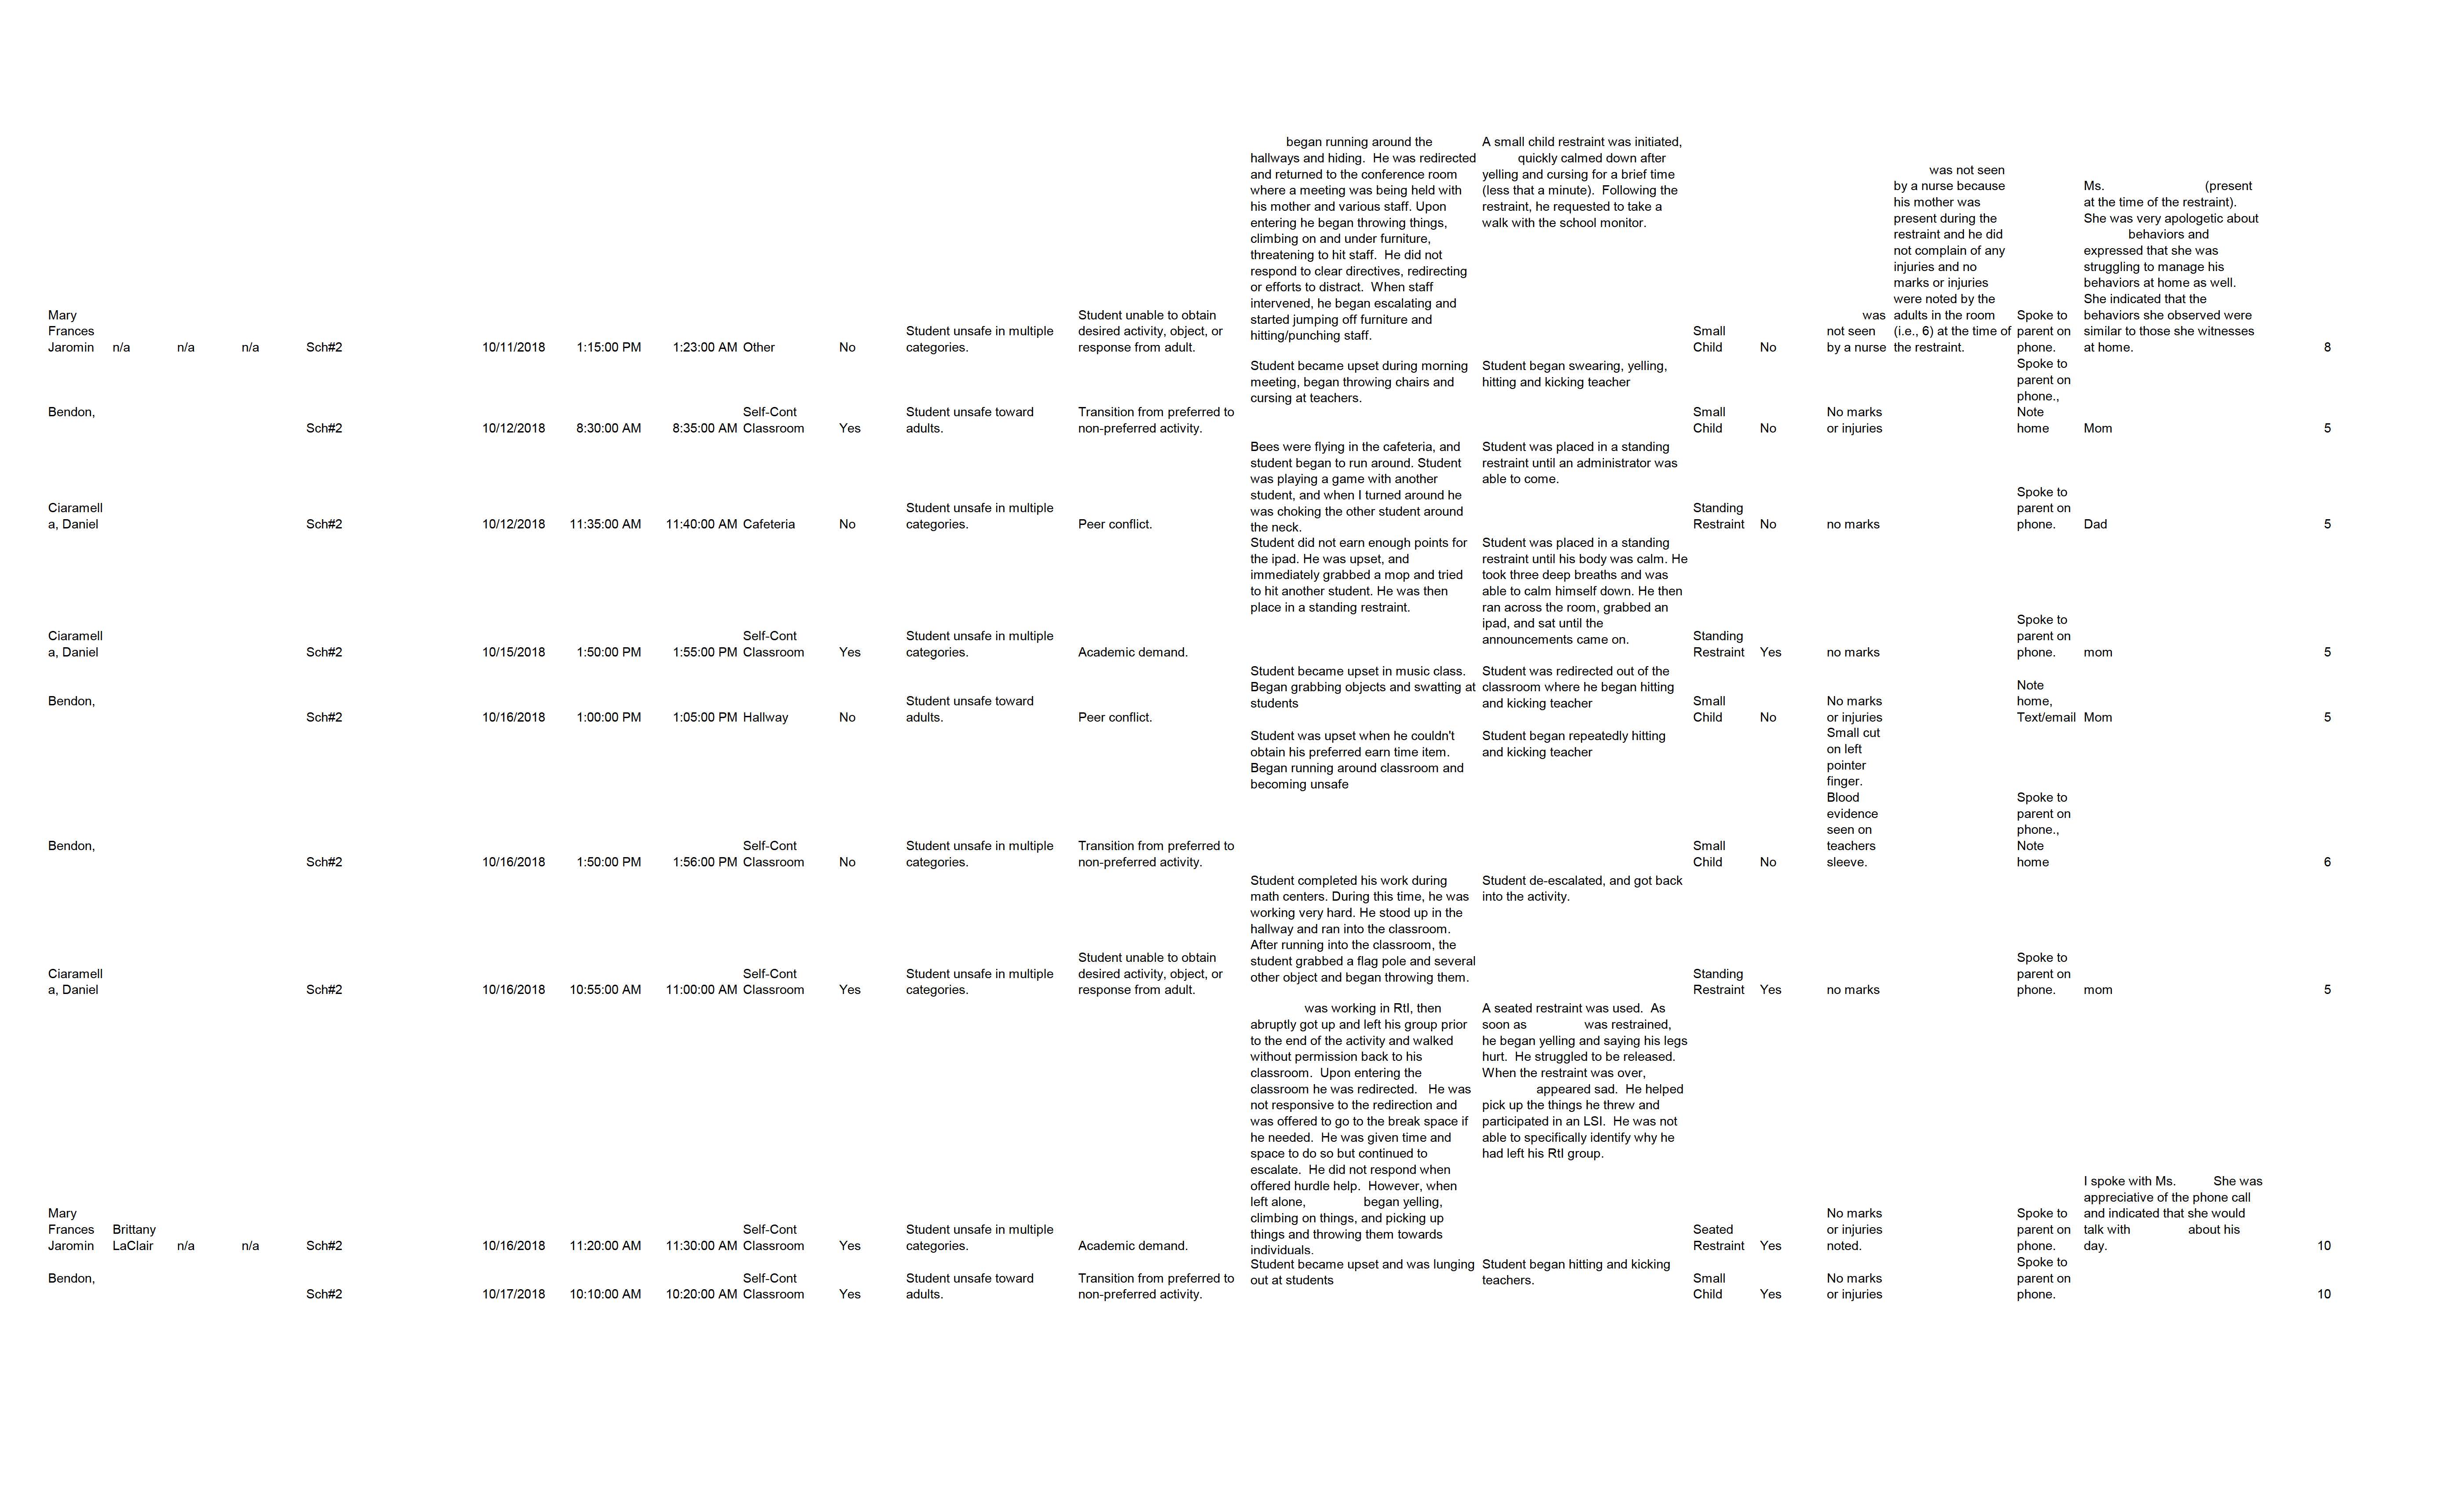 began running around the
hallways and hiding.  He was redirected
and returned to the conference room
where a meeting was being held with
his mother and various staff. Upon
entering he began throwing things,
climbing on and under furniture,
threatening to hit staff.  He did not
respond to clear directives, redirecting
or efforts to distract.  When staff
intervened, he began escalating and
started jumping off furniture and
hitting/punching staff.
A small child restraint was initiated,
quickly calmed down after
yelling and cursing for a brief time
(less that a minute).  Following the
restraint, he requested to take a
walk with the school monitor.
Mary
Frances
Jaromin n/a n/a n/a Sch#2 10/11/2018 1:15:00 PM 1:23:00 AM Other No
Student unsafe in multiple
categories.
Student unable to obtain
desired activity, object, or
response from adult.
Small
Child No
was
not seen
by a nurse
was not seen
by a nurse because
his mother was
present during the
restraint and he did
not complain of any
injuries and no
marks or injuries
were noted by the
adults in the room
(i.e., 6) at the time of
the restraint.
Spoke to
parent on
phone.
Ms. (present
at the time of the restraint).
She was very apologetic about
behaviors and
expressed that she was
struggling to manage his
behaviors at home as well.
She indicated that the
behaviors she observed were
similar to those she witnesses
at home.
8
Bendon,
Sch#2 10/12/2018 8:30:00 AM 8:35:00 AM
Self-Cont
Classroom Yes
Student unsafe toward
adults.
Transition from preferred to
non-preferred activity.
Student became upset during morning
meeting, began throwing chairs and
cursing at teachers.
Student began swearing, yelling,
hitting and kicking teacher
Small
Child No
No marks
or injuries
Spoke to
parent on
phone.,
Note
home
Mom 5
Ciaramell
a, Daniel Sch#2 10/12/2018 11:35:00 AM 11:40:00 AM Cafeteria No
Student unsafe in multiple
categories.
Peer conflict.
Bees were flying in the cafeteria, and
student began to run around. Student
was playing a game with another
student, and when I turned around he
was choking the other student around
the neck.
Student was placed in a standing
restraint until an administrator was
able to come.
Standing
Restraint No no marks
Spoke to
parent on
phone.
Dad 5
Ciaramell
a, Daniel Sch#2 10/15/2018 1:50:00 PM 1:55:00 PM
Self-Cont
Classroom Yes
Student unsafe in multiple
categories.
Academic demand.
Student did not earn enough points for
the ipad. He was upset, and
immediately grabbed a mop and tried
to hit another student. He was then
place in a standing restraint.
Student was placed in a standing
restraint until his body was calm. He
took three deep breaths and was
able to calm himself down. He then
ran across the room, grabbed an
ipad, and sat until the
announcements came on.
Standing
Restraint Yes no marks
Spoke to
parent on
phone.
mom 5
Bendon,
Sch#2 10/16/2018 1:00:00 PM 1:05:00 PM Hallway No
Student unsafe toward
adults.
Peer conflict.
Student became upset in music class.
Began grabbing objects and swatting at
students
Student was redirected out of the
classroom where he began hitting
and kicking teacher
Small
Child No
No marks
or injuries
Note
home,
Text/email
Mom 5
Bendon,
Sch#2 10/16/2018 1:50:00 PM 1:56:00 PM
Self-Cont
Classroom No
Student unsafe in multiple
categories.
Transition from preferred to
non-preferred activity.
Student was upset when he couldn't
obtain his preferred earn time item.
Began running around classroom and
becoming unsafe
Student began repeatedly hitting
and kicking teacher
Small
Child No
Small cut
on left
pointer
finger.
Blood
evidence
seen on
teachers
sleeve.
Spoke to
parent on
phone.,
Note
home
6
Ciaramell
a, Daniel Sch#2 10/16/2018 10:55:00 AM 11:00:00 AM
Self-Cont
Classroom Yes
Student unsafe in multiple
categories.
Student unable to obtain
desired activity, object, or
response from adult.
Student completed his work during
math centers. During this time, he was
working very hard. He stood up in the
hallway and ran into the classroom.
After running into the classroom, the
student grabbed a flag pole and several
other object and began throwing them.
Student de-escalated, and got back
into the activity.
Standing
Restraint Yes no marks
Spoke to
parent on
phone.
mom 5
Mary
Frances
Jaromin
Brittany
LaClair n/a n/a Sch#2 10/16/2018 11:20:00 AM 11:30:00 AM
Self-Cont
Classroom Yes
Student unsafe in multiple
categories.
Academic demand.
was working in RtI, then
abruptly got up and left his group prior
to the end of the activity and walked
without permission back to his
classroom.  Upon entering the
classroom he was redirected.   He was
not responsive to the redirection and
was offered to go to the break space if
he needed.  He was given time and
space to do so but continued to
escalate.  He did not respond when
offered hurdle help.  However, when
left alone, began yelling,
climbing on things, and picking up
things and throwing them towards
individuals.
A seated restraint was used.  As
soon as was restrained,
he began yelling and saying his legs
hurt.  He struggled to be released.
When the restraint was over,
appeared sad.  He helped
pick up the things he threw and
participated in an LSI.  He was not
able to specifically identify why he
had left his RtI group.
Seated
Restraint Yes
No marks
or injuries
noted.
Spoke to
parent on
phone.
I spoke with Ms. She was
appreciative of the phone call
and indicated that she would
talk with about his
day.
10
Bendon,
Sch#2 10/17/2018 10:10:00 AM 10:20:00 AM
Self-Cont
Classroom Yes
Student unsafe toward
adults.
Transition from preferred to
non-preferred activity.
Student became upset and was lunging
out at students
Student began hitting and kicking
teachers.
Small
Child Yes
No marks
or injuries
Spoke to
parent on
phone.
10